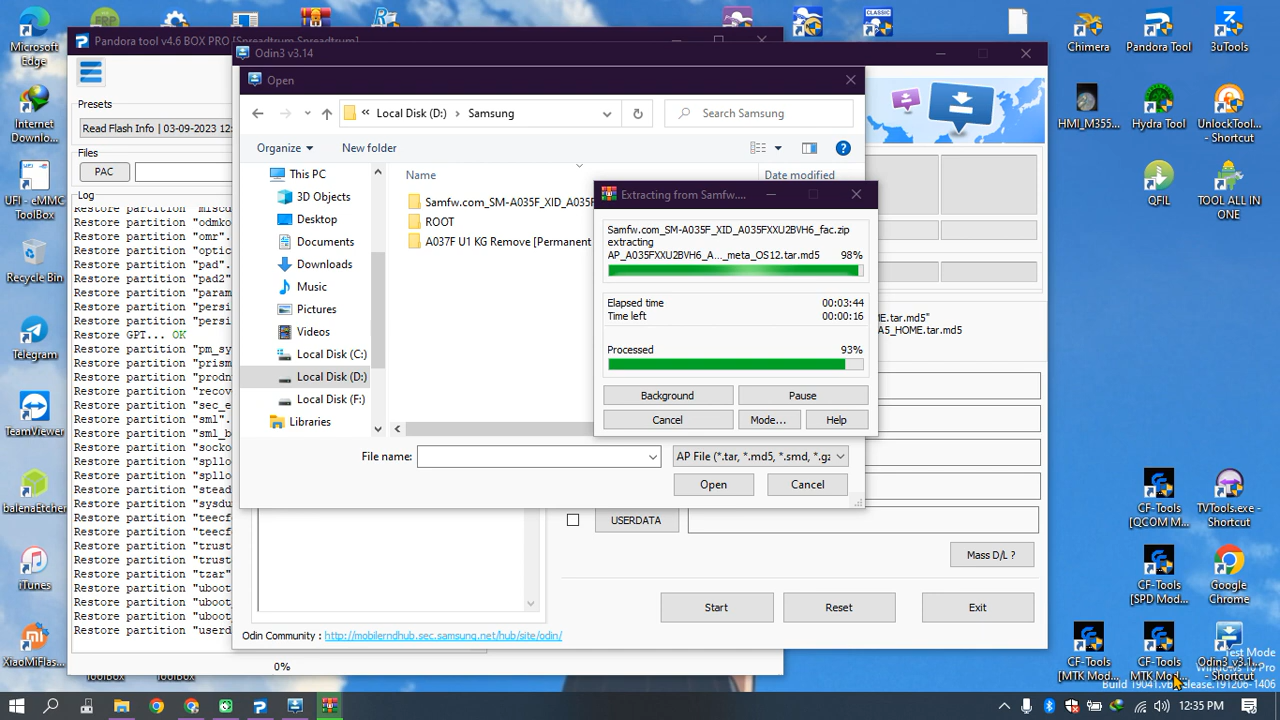 Microsoft
Edge
Interne
Downlo...
UFI - eMMC
ToolBox
Recycle Bin
Telegram
TeamViewer
balenaEtcher
iTunes
XiaoMiFlas...
Pandora tool v4.6 BOX PRO [Spreadtrum Spreadtrum]
Presets
Read Flash Info | 03-09-2023 12:
Files
PAC
Log
Restore partition "miscd
Restore partition "odmko
Restore partition "omr".
Restore partition "optic
Restore partition "pad".
Restore partition "pad2"
Restore partition "param
Restore partition "persi
Restore partition "persi
Restore GPT... OK
Restore partition "pm_sy
Restore partition "prism
Restore partition "prodn
Restore partition "recov
Restore partition "sec_e
Restore partition "sml".
Restore partition "sml_b
Restore partition "socko
Restore partition "spllo
Restore partition "spllo
Restore partition "stead
Restore partition "sysdu
Restore partition "teecf
Restore partition "teecf
Restore partition "trust
Restore partition "trust
Restore partition "tzar"
Restore partition "uboot
Restore partition "uboot
Restore partition "userd
0%
Toolbox
Toolbox
Odin3 v3.14
Open
« Local Disk (D:) > Samsung
Search Samsung
Organize
New folder
This PC
3D Objects
Desktop
Documents
Downloads
Music
Pictures
Videos
Local Disk (C:)
Local Disk (D:)
Local Disk (F:)
Libraries
Name
Date modified
Samfw.com_SM-A035F_XID_A035F
ROOT
A037F U1 KG Remove [Permanent
File name:
AP File (*.tar, *.md5, *.smd, *.gz
Open
Cancel
Extracting from Samfw....
Samfw.com_SM-A035F_XID_A035FXXU2BVH6_fac.zip
extracting
AP_A035FXXU2BVH6_A..._meta_OS12.tar.md5 98%
Elapsed time 00:03:44
Time left 00:00:16
Processed 93%
Background
Pause
Cancel
Mode...
Help
ME.tar.md5"
A5_HOME.tar.md5
USERDATA
Mass D/L ?
Start
Reset
Exit
Odin Community : http://mobilerndhub.sec.samsung.net/hub/site/odin/
Chimera
Pandora Tool
3uTools
HMI_M355...
Hydra Tool
UnlockTool...
- Shortcut
QFIL
TOOL ALL IN
ONE
CF-Tools
[QCOM M...
TVTools.exe -
Shortcut
CF-Tools
[SPD Mod...
Google
Chrome
CF-Tools
[MTK Mod...
CF-Tools
MTK Mod...
Odin3 v3.1...
- Shortcut
Test Mode
Windows 10 Pro
Build 19041.vb_release.191206-1406
12:35 PM